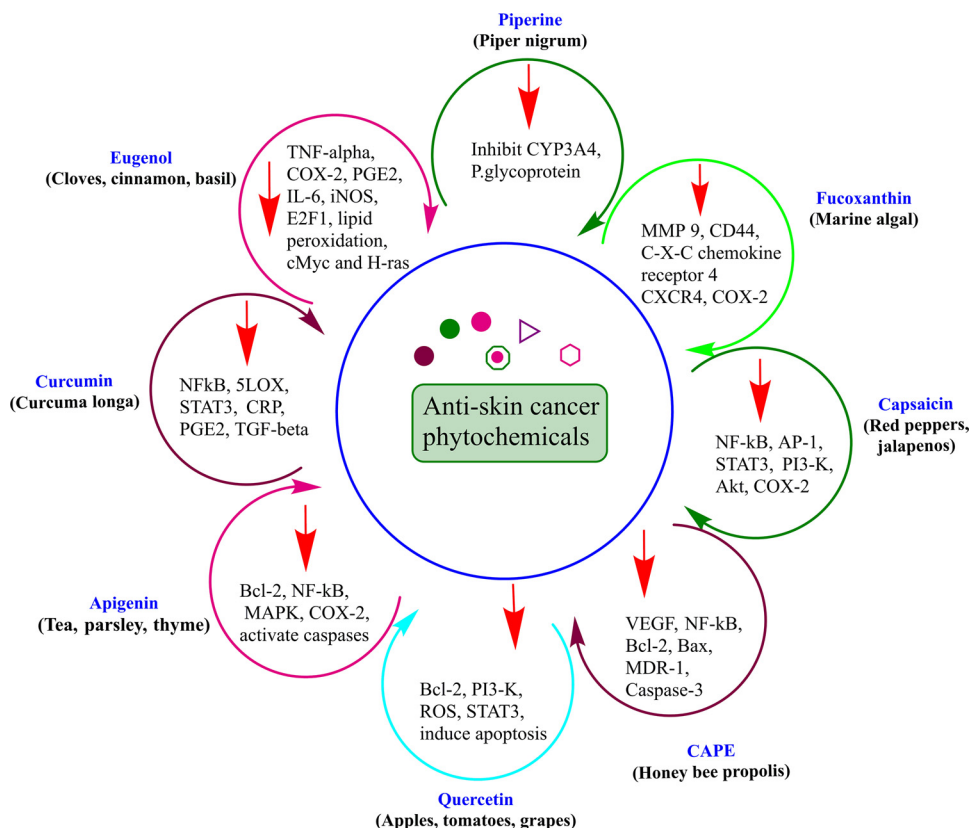 Piperine
(Piper nigrum)
Inhibit CYP3A4,
P.glycoprotein
Eugenol
(Cloves, cinnamon, basil)
TNF-alpha,
COX-2, PGE2,
IL-6, iNOS,
E2F1, lipid
peroxidation,
cMyc and H-ras
Fucoxanthin
(Marine algal)
MMP 9, CD44,
C-X-C chemokine
receptor 4
CXCR4, COX-2
Curcumin
(Curcuma longa)
NFkB, 5LOX,
STAT3, CRP,
PGE2, TGF-beta
Anti-skin cancer
phytochemicals
Capsaicin
(Red peppers,
jalapenos)
NF-kB, AP-1,
STAT3, PI3-K,
Akt, COX-2
Apigenin
(Tea, parsley, thyme)
Bcl-2, NF-kB,
MAPK, COX-2,
activate caspases
VEGF, NF-kB,
Bcl-2, Bax,
MDR-1,
Caspase-3
CAPE
(Honey bee propolis)
Bcl-2, PI3-K,
ROS, STAT3,
induce apoptosis
Quercetin
(Apples, tomatoes, grapes)